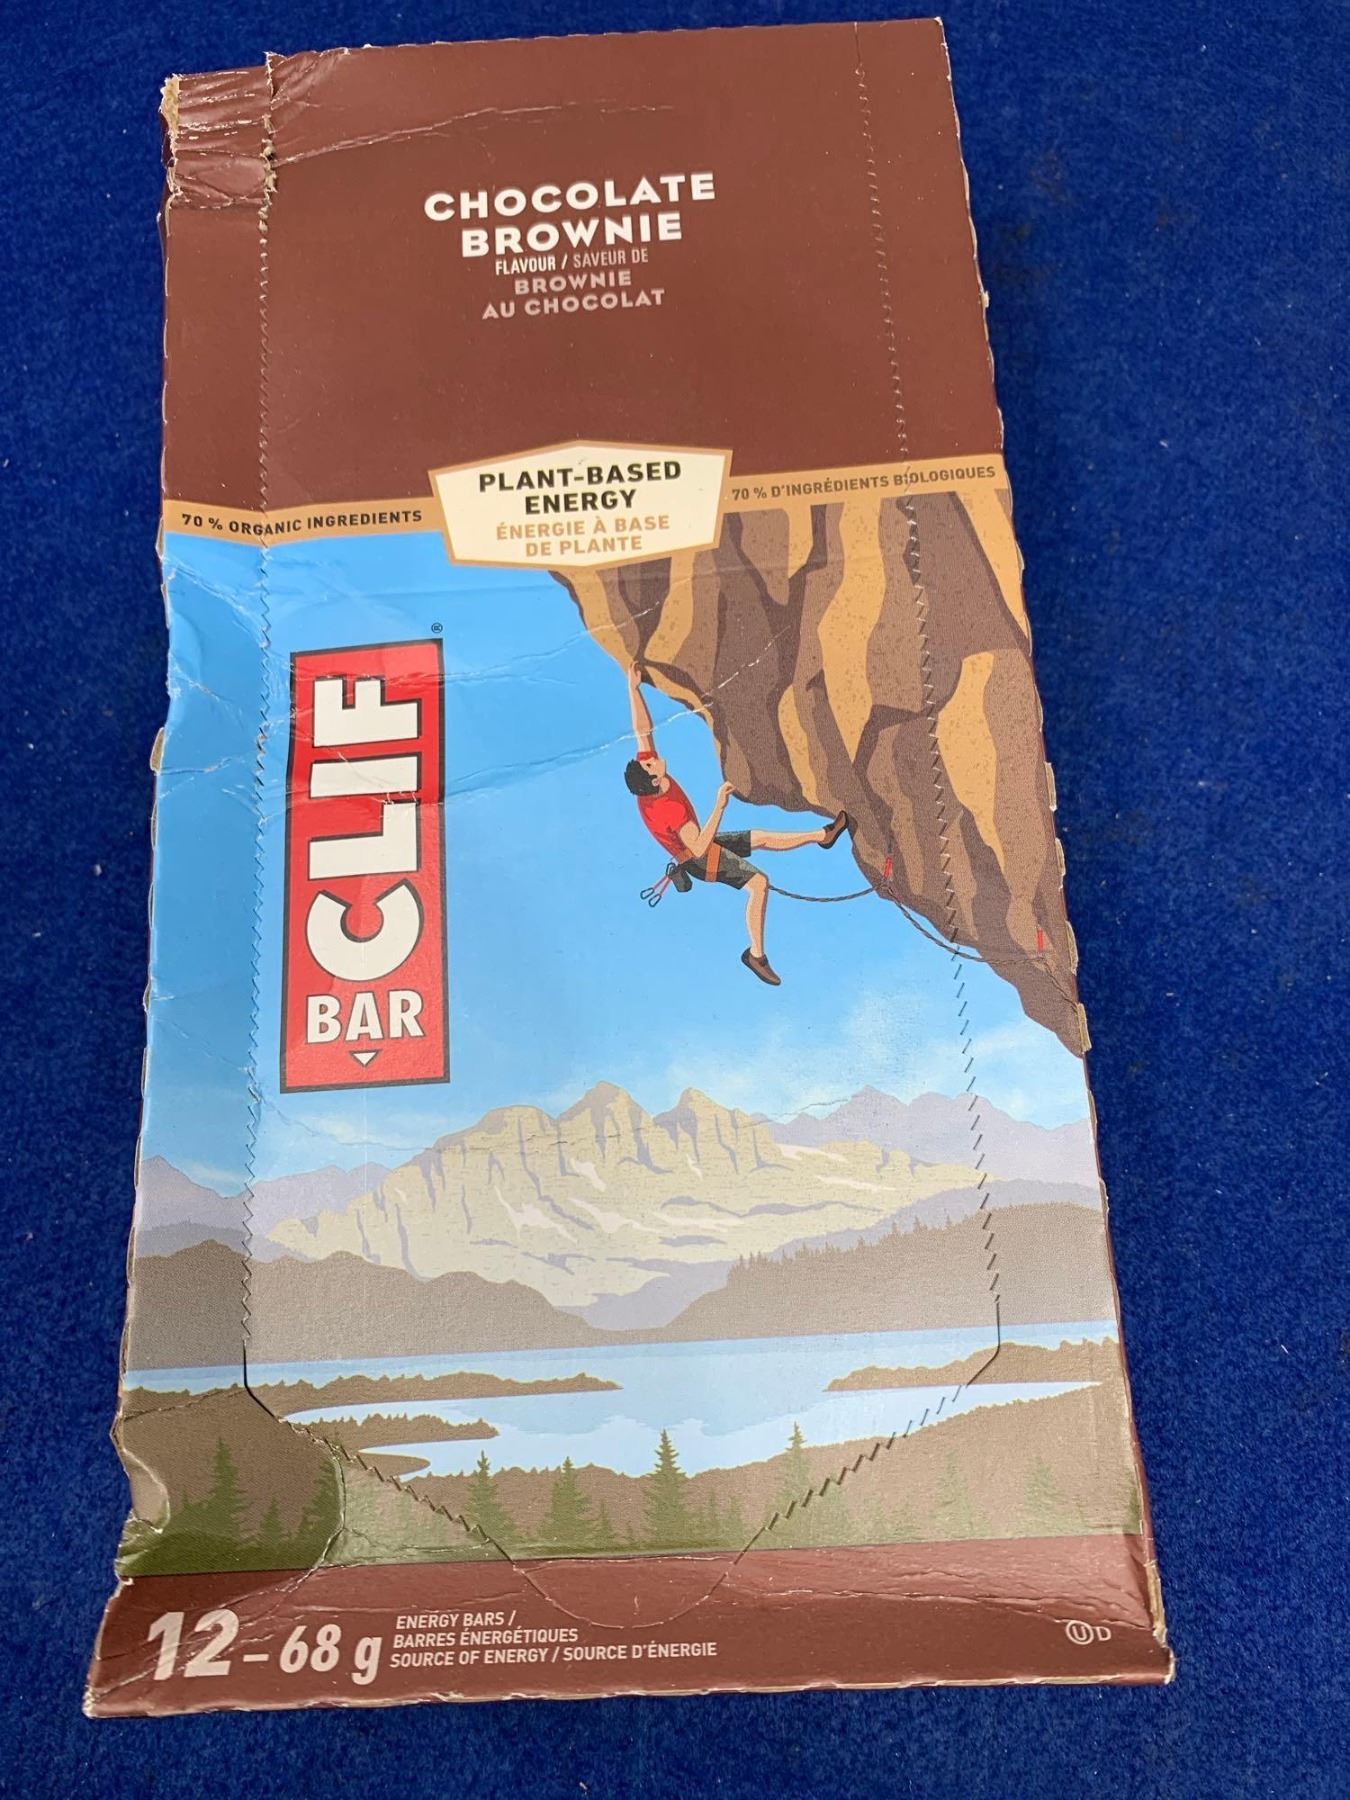 CHOCOLATE
BROWNIE
FLAVOUR / SAVEUR DE
BROWNIE
AU CHOCOLAT
70 % ORGANIC INGREDIENTS
PLANT-BASED
ENERGY
ÉNERGIE À BASE
DE PLANTE
70 % D'INGRÉDIENTS BIOLOGIQUES
CLIF®
BAR
12-68 g
ENERGY BARS /
BARRES ÉNERGÉTIQUES
SOURCE OF ENERGY / SOURCE D'ÉNERGIE
Ⓤ D